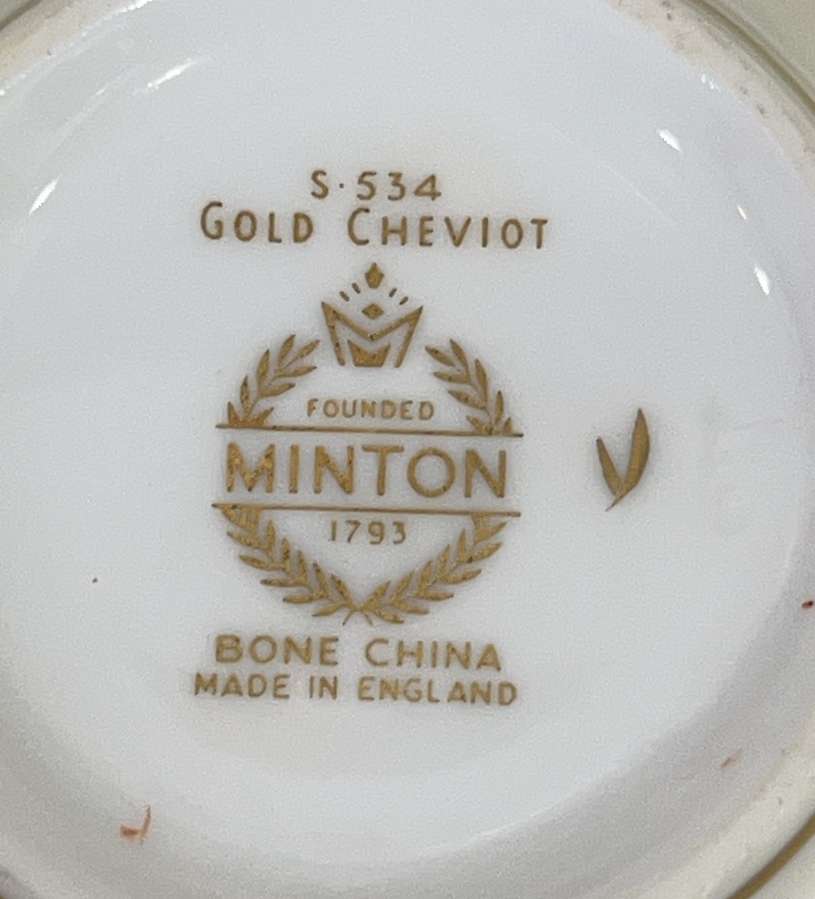 S·534
GOLD CHEVIOT
FOUNDED
MINTON
1793
BONE CHINA
MADE IN ENGLAND